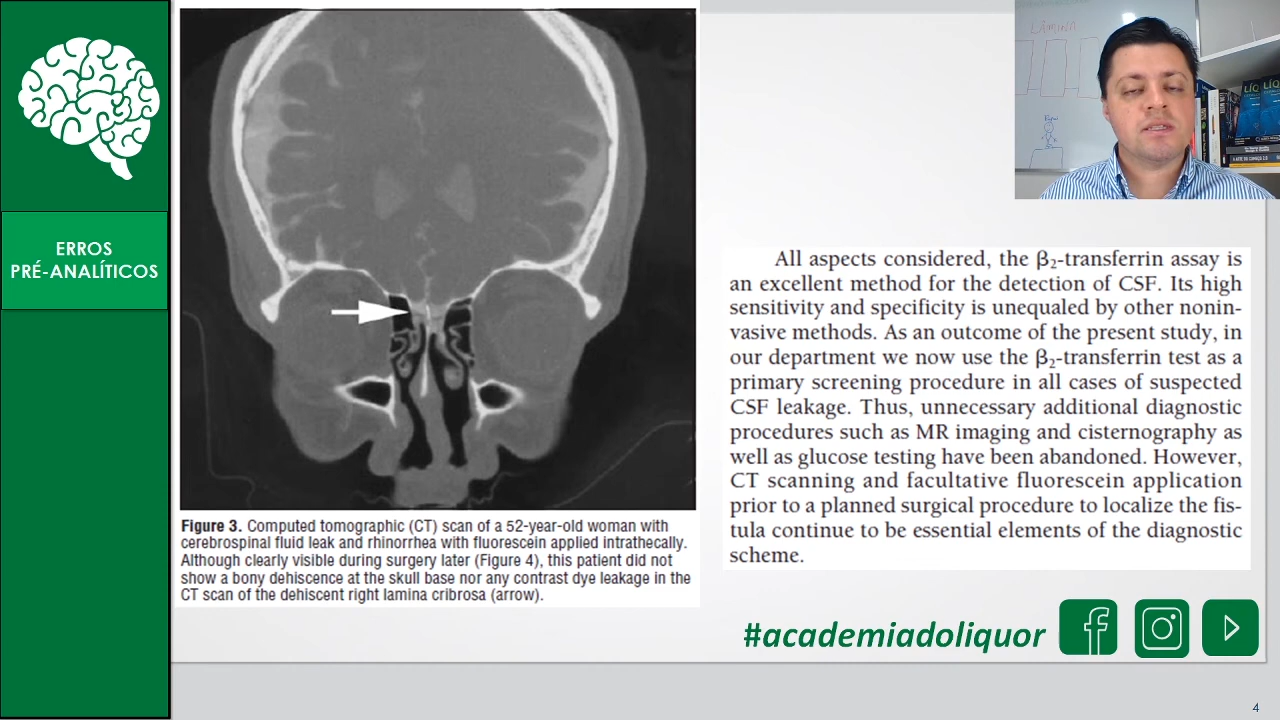 LÂMINA
ERROS
PRÉ-ANALÍTICOS
Figure 3. Computed tomographic (CT) scan of a 52-year-old woman with
cerebrospinal fluid leak and rhinorrhea with fluorescein applied intrathecally.
Although clearly visible during surgery later (Figure 4), this patient did not
show a bony dehiscence at the skull base nor any contrast dye leakage in the
CT scan of the dehiscent right lamina cribrosa (arrow).
All aspects considered, the β₂-transferrin assay is
an excellent method for the detection of CSF. Its high
sensitivity and specificity is unequaled by other nonin-
vasive methods. As an outcome of the present study, in
our department we now use the β₂-transferrin test as a
primary screening procedure in all cases of suspected
CSF leakage. Thus, unnecessary additional diagnostic
procedures such as MR imaging and cisternography as
well as glucose testing have been abandoned. However,
CT scanning and facultative fluorescein application
prior to a planned surgical procedure to localize the fis-
tula continue to be essential elements of the diagnostic
scheme.
#academiadoliquor
4